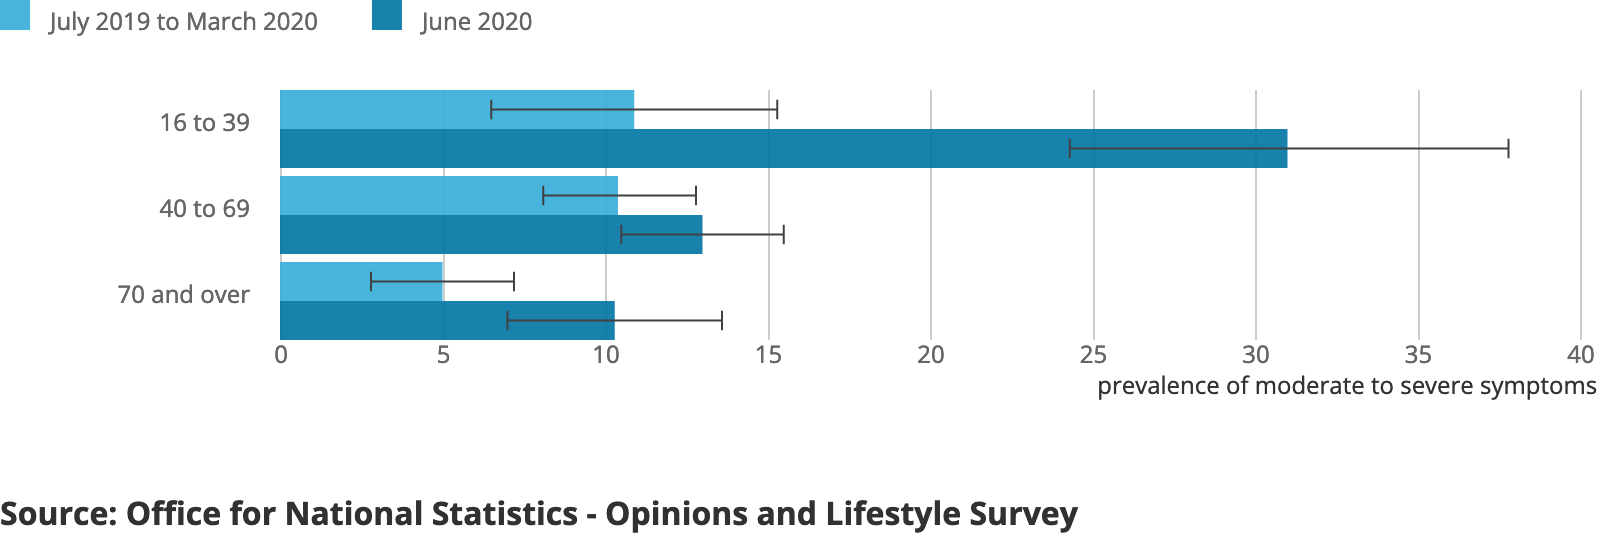 July 2019 to March 2020 June 2020
16 to 39
40 to 69
70 and over
0 5 10 15 20 25 30 35 40
prevalence of moderate to severe symptoms
Source: Office for National Statistics - Opinions and Lifestyle Survey